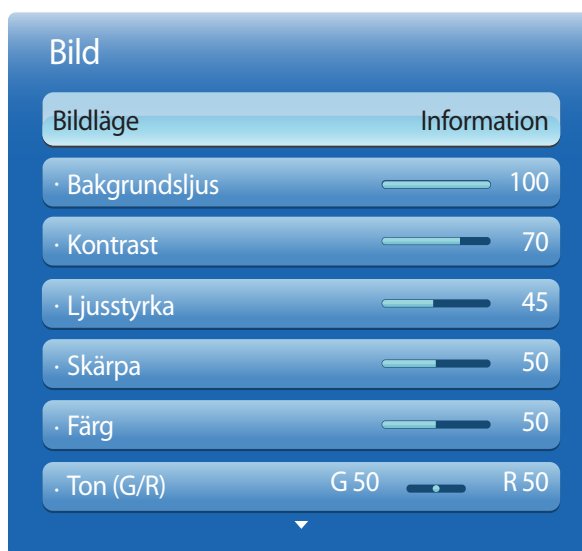 Bild
Bildläge Information
· Bakgrundsljus 100
· Kontrast 70
· Ljusstyrka 45
· Skärpa 50
· Färg 50
· Ton (G/R) G 50 R 50